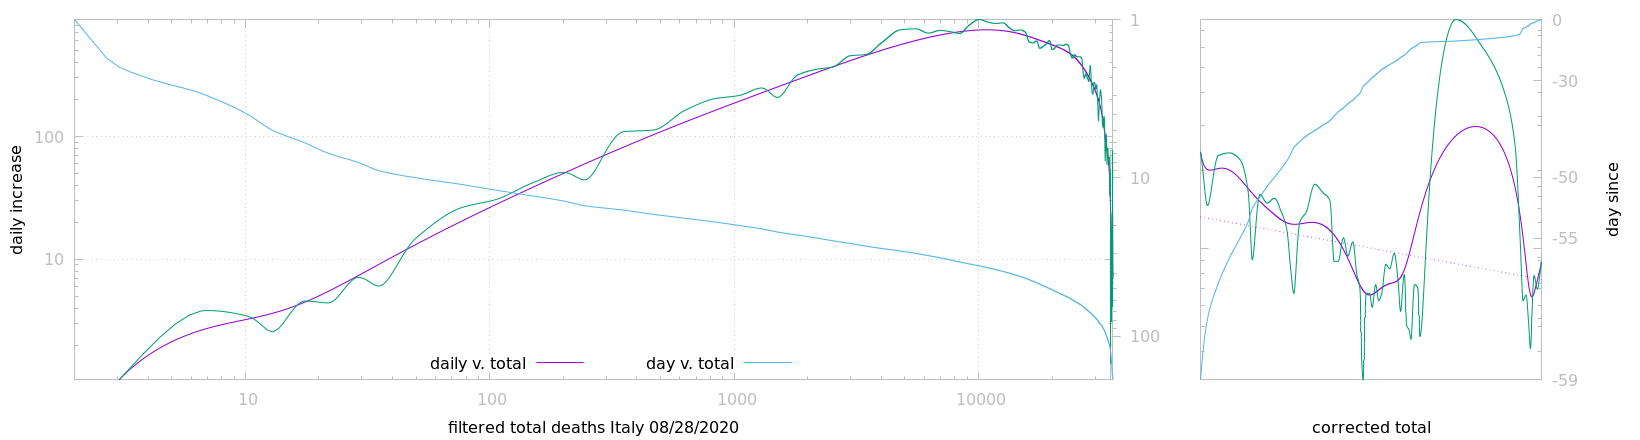 1
0
-30
100
10
-50
daily increase
day since
-55
10
100
daily v. total
day v. total
-59
10
100
1000
10000
filtered total deaths Italy 08/28/2020
corrected total